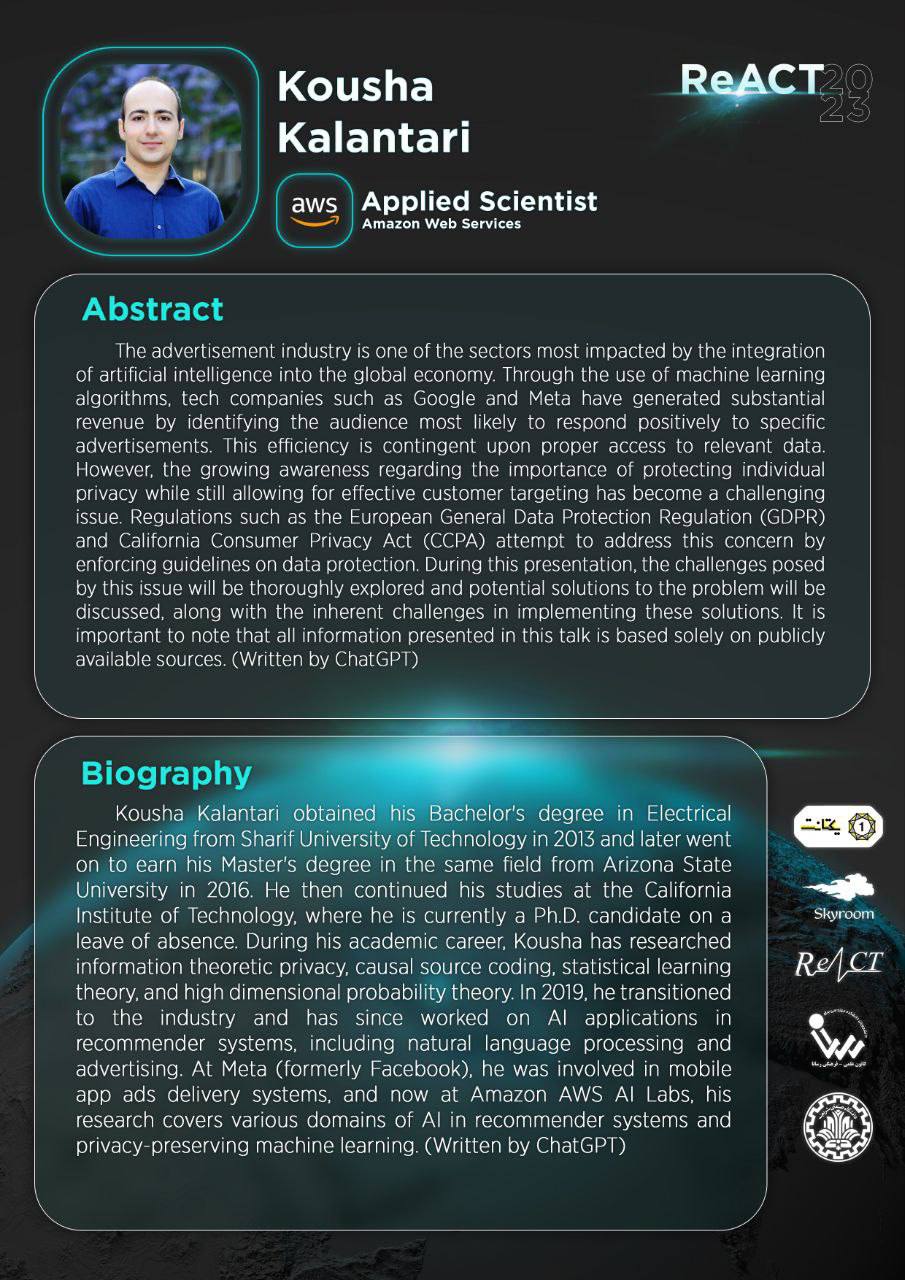 Kousha
Kalantari
ReACT 20
23
aws
Applied Scientist
Amazon Web Services
Abstract
The advertisement industry is one of the sectors most impacted by the integration
of artificial intelligence into the global economy. Through the use of machine learning
algorithms, tech companies such as Google and Meta have generated substantial
revenue by identifying the audience most likely to respond positively to specific
advertisements. This efficiency is contingent upon proper access to relevant data.
However, the growing awareness regarding the importance of protecting individual
privacy while still allowing for effective customer targeting has become a challenging
issue. Regulations such as the European General Data Protection Regulation (GDPR)
and California Consumer Privacy Act (CCPA) attempt to address this concern by
enforcing guidelines on data protection. During this presentation, the challenges posed
by this issue will be thoroughly explored and potential solutions to the problem will be
discussed, along with the inherent challenges in implementing these solutions. It is
important to note that all information presented in this talk is based solely on publicly
available sources. (Written by ChatGPT)
Biography
Kousha Kalantari obtained his Bachelor's degree in Electrical
Engineering from Sharif University of Technology in 2013 and later went
on to earn his Master's degree in the same field from Arizona State
University in 2016. He then continued his studies at the California
Institute of Technology, where he is currently a Ph.D. candidate on a
leave of absence. During his academic career, Kousha has researched
information theoretic privacy, causal source coding, statistical learning
theory, and high dimensional probability theory. In 2019, he transitioned
to the industry and has since worked on AI applications in
recommender systems, including natural language processing and
advertising. At Meta (formerly Facebook), he was involved in mobile
app ads delivery systems, and now at Amazon AWS AI Labs, his
research covers various domains of AI in recommender systems and
privacy-preserving machine learning. (Written by ChatGPT)
یکتانت 1
Skyroom
ReACT
کانون علمی - فرهنگی رسانا